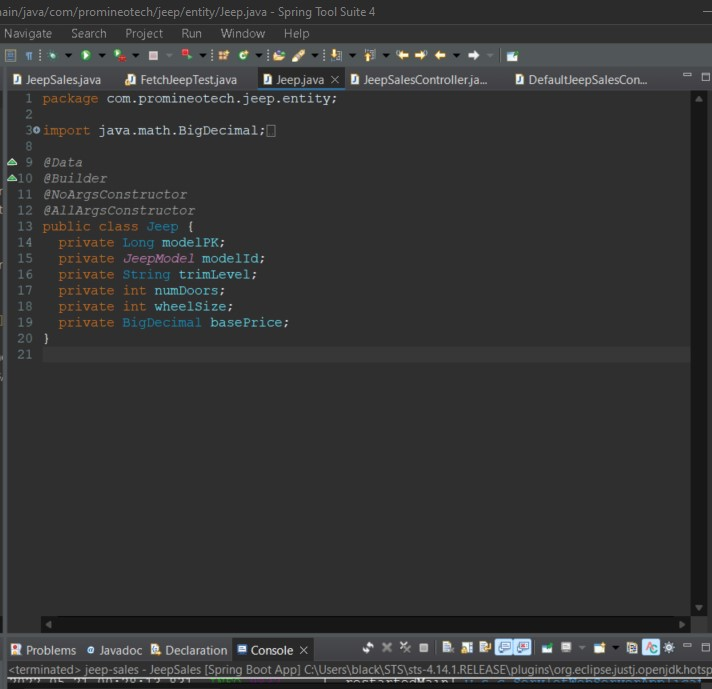 main/java/com/promineotech/jeep/entity/Jeep.java - Spring Tool Suite 4
Navigate Search Project Run Window Help
JeepSales.java FetchJeepTest.java Jeep.java JeepSalesController.ja... DefaultJeepSalesCon...
1 package com.promineotech.jeep.entity;
2
3 import java.math.BigDecimal;
8
9 @Data
10 @Builder
11 @NoArgsConstructor
12 @AllArgsConstructor
13 public class Jeep {
14 private Long modelPK;
15 private JeepModel modelId;
16 private String trimLevel;
17 private int numDoors;
18 private int wheelSize;
19 private BigDecimal basePrice;
20 }
21
Problems Javadoc Declaration Console
<terminated> jeep-sales - JeepSales [Spring Boot App] C:\Users\black\STS\sts-4.14.1.RELEASE\plugins\org.eclipse.justj.openjdk.hotsp